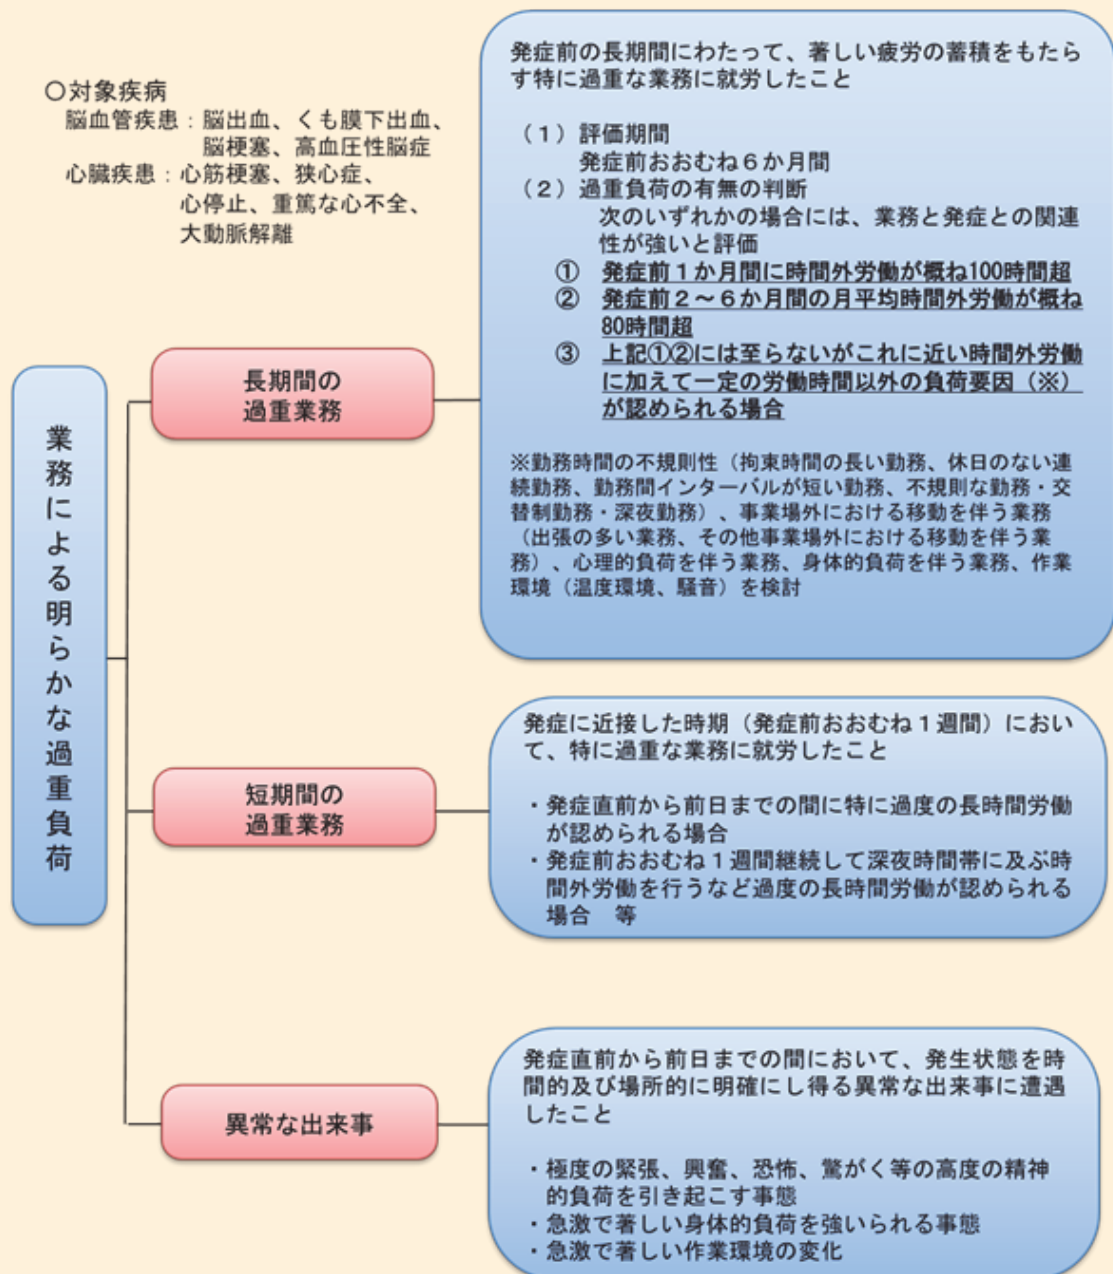 〇対象疾病
脳血管疾患：脳出血、くも膜下出血、
脳梗塞、高血圧性脳症
心臓疾患：心筋梗塞、狭心症、
心停止、重篤な心不全、
大動脈解離
業務による明らかな過重負荷
長期間の
過重業務
発症前の長期間にわたって、著しい疲労の蓄積をもたら
す特に過重な業務に就労したこと
（１）評価期間
発症前おおむね６か月間
（２）過重負荷の有無の判断
次のいずれかの場合には、業務と発症との関連
性が強いと評価
① 発症前１か月間に時間外労働が概ね100時間超
② 発症前２～６か月間の月平均時間外労働が概ね
80時間超
③ 上記①②には至らないがこれに近い時間外労働
に加えて一定の労働時間以外の負荷要因（※）
が認められる場合
※勤務時間の不規則性（拘束時間の長い勤務、休日のない連
続勤務、勤務間インターバルが短い勤務、不規則な勤務・交
替制勤務・深夜勤務）、事業場外における移動を伴う業務
（出張の多い業務、その他事業場外における移動を伴う業
務）、心理的負荷を伴う業務、身体的負荷を伴う業務、作業
環境（温度環境、騒音）を検討
短期間の
過重業務
発症に近接した時期（発症前おおむね１週間）におい
て、特に過重な業務に就労したこと
・発症直前から前日までの間に特に過度の長時間労働
が認められる場合
・発症前おおむね１週間継続して深夜時間帯に及ぶ時
間外労働を行うなど過度の長時間労働が認められる
場合　等
異常な出来事
発症直前から前日までの間において、発生状態を時
間的及び場所的に明確にし得る異常な出来事に遭遇
したこと
・極度の緊張、興奮、恐怖、驚がく等の高度の精神
的負荷を引き起こす事態
・急激で著しい身体的負荷を強いられる事態
・急激で著しい作業環境の変化